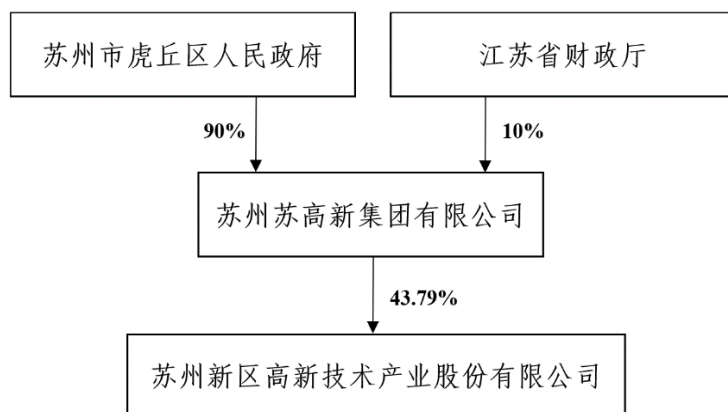 苏州市虎丘区人民政府
江苏省财政厅
90%
10%
苏州苏高新集团有限公司
43.79%
苏州新区高新技术产业股份有限公司